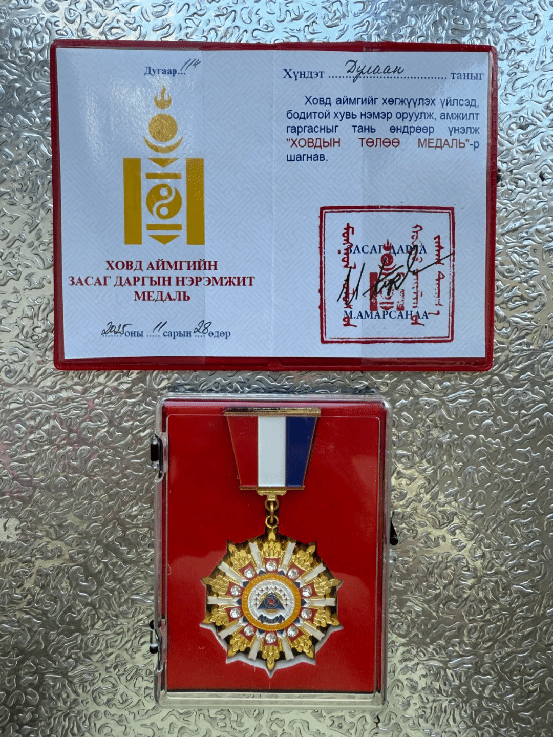 Дугаар...114
ХОВД АЙМГИЙН
ЗАСАГ ДАРГЫН НЭРЭМЖИТ
МЕДАЛЬ
2025 оны ..... 11 сарын 28 өдөр
Хүндэт ... Дулаан ... таныг
Ховд аймгийг хөгжүүлэх үйлсэд,
бодитой хувь нэмэр оруулж, амжилт
гаргасныг тань өндрөөр үнэлж
"ХОВДЫН ТӨЛӨӨ МЕДАЛЬ"-р
шагнав.
ЗАСАГ ДАРГА
М.АМАРСАНАА